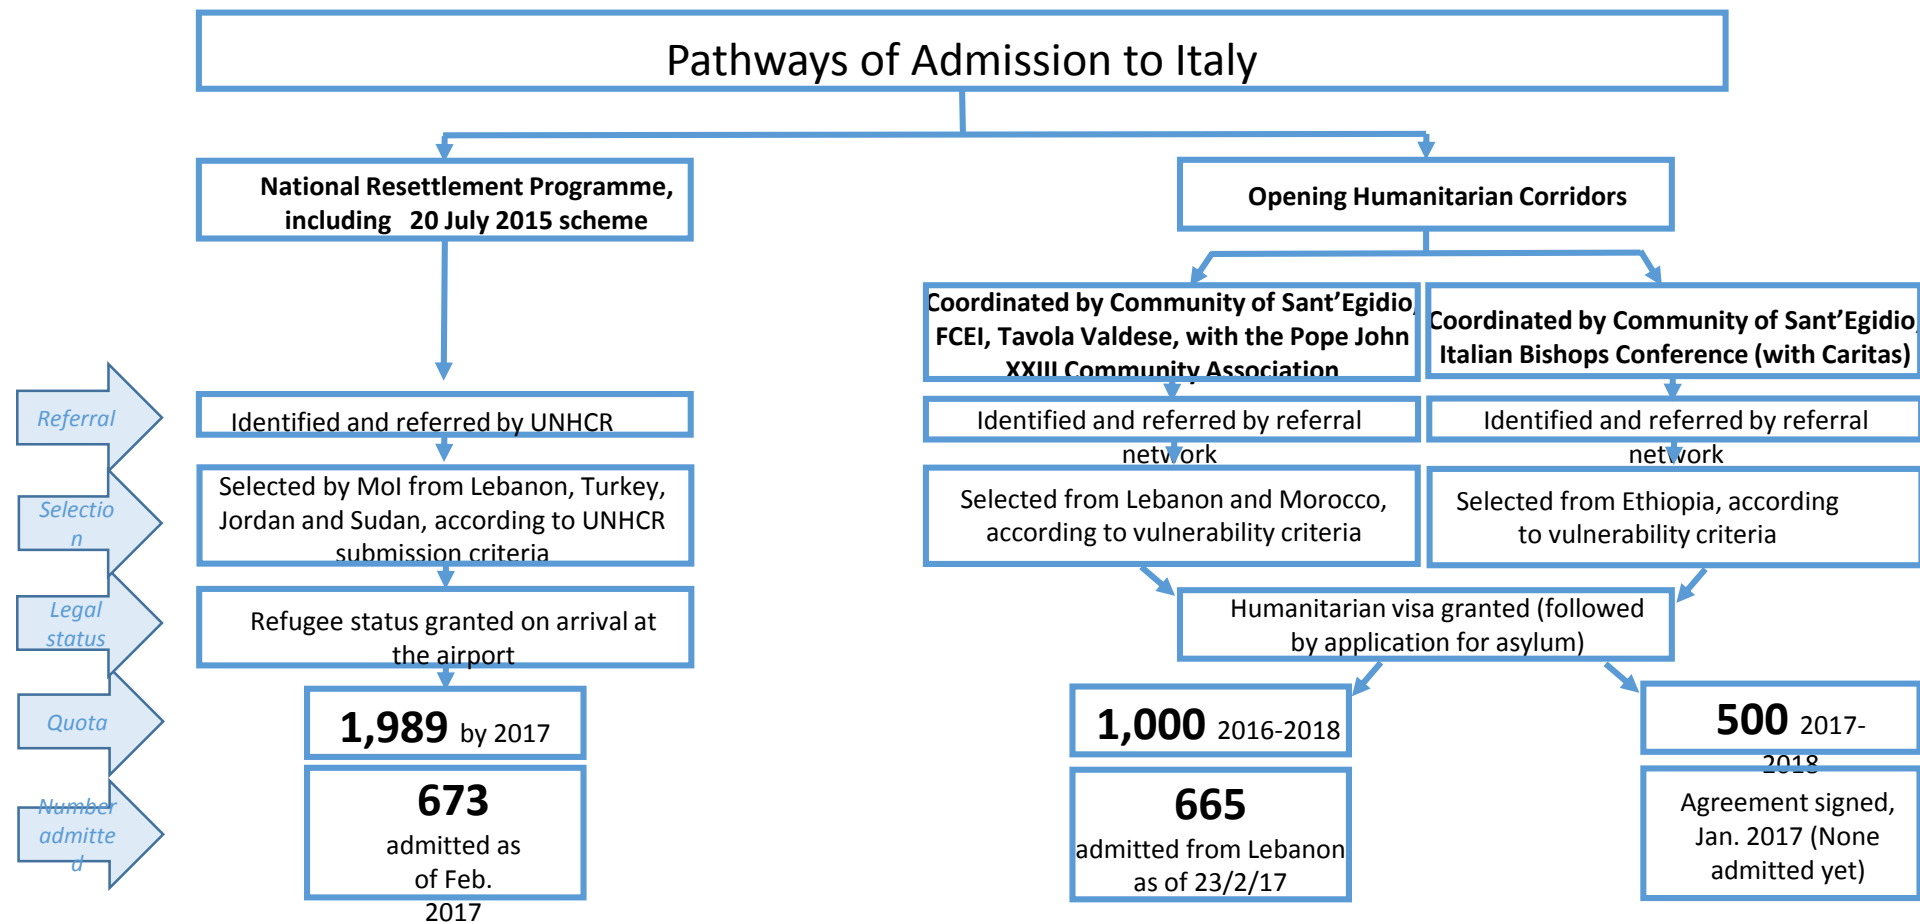 Pathways of Admission to Italy
National Resettlement Programme,
including 20 July 2015 scheme
Opening Humanitarian Corridors
Coordinated by Community of Sant’Egidio,
FCEI, Tavola Valdese, with the Pope John
XXIII Community Association
Coordinated by Community of Sant’Egidio,
Italian Bishops Conference (with Caritas)
Referral
Identified and referred by UNHCR
Identified and referred by referral
network
Identified and referred by referral
network
Selectio
n
Selected by MoI from Lebanon, Turkey,
Jordan and Sudan, according to UNHCR
submission criteria
Selected from Lebanon and Morocco,
according to vulnerability criteria
Selected from Ethiopia, according
to vulnerability criteria
Legal
status
Refugee status granted on arrival at
the airport
Humanitarian visa granted (followed
by application for asylum)
Quota
1,989 by 2017
1,000 2016-2018
500 2017-
2018
Number
admitte
d
673
admitted as
of Feb.
2017
665
admitted from Lebanon
as of 23/2/17
Agreement signed,
Jan. 2017 (None
admitted yet)